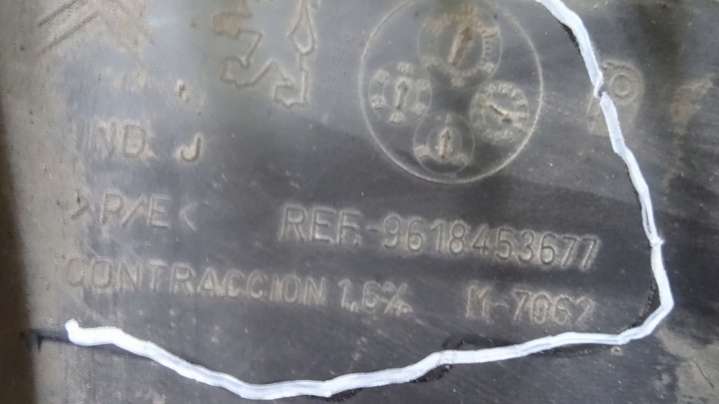 IND. J
>P/E<
REF.-9618453677
CONTRACCION 1,6% M-7062